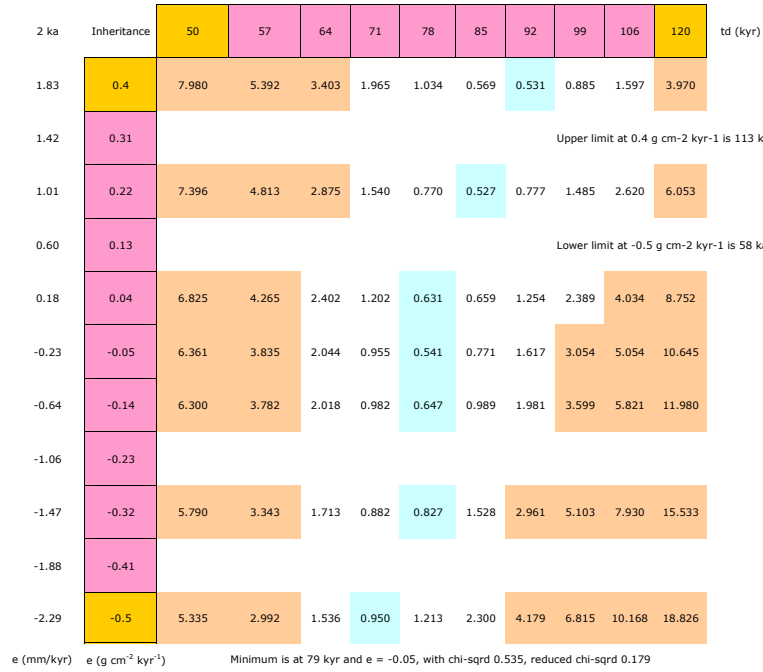 2 ka Inheritance 50 57 64 71 78 85 92 99 106 120 td (kyr)
1.83 0.4 7.980 5.392 3.403 1.965 1.034 0.569 0.531 0.885 1.597 3.970
1.42 0.31 Upper limit at 0.4 g cm-2 kyr-1 is 113 k
1.01 0.22 7.396 4.813 2.875 1.540 0.770 0.527 0.777 1.485 2.620 6.053
0.60 0.13 Lower limit at -0.5 g cm-2 kyr-1 is 58 ka
0.18 0.04 6.825 4.265 2.402 1.202 0.631 0.659 1.254 2.389 4.034 8.752
-0.23 -0.05 6.361 3.835 2.044 0.955 0.541 0.771 1.617 3.054 5.054 10.645
-0.64 -0.14 6.300 3.782 2.018 0.982 0.647 0.989 1.981 3.599 5.821 11.980
-1.06 -0.23
-1.47 -0.32 5.790 3.343 1.713 0.882 0.827 1.528 2.961 5.103 7.930 15.533
-1.88 -0.41
-2.29 -0.5 5.335 2.992 1.536 0.950 1.213 2.300 4.179 6.815 10.168 18.826
e (mm/kyr) e (g cm⁻² kyr⁻¹) Minimum is at 79 kyr and e = -0.05, with chi-sqrd 0.535, reduced chi-sqrd 0.179